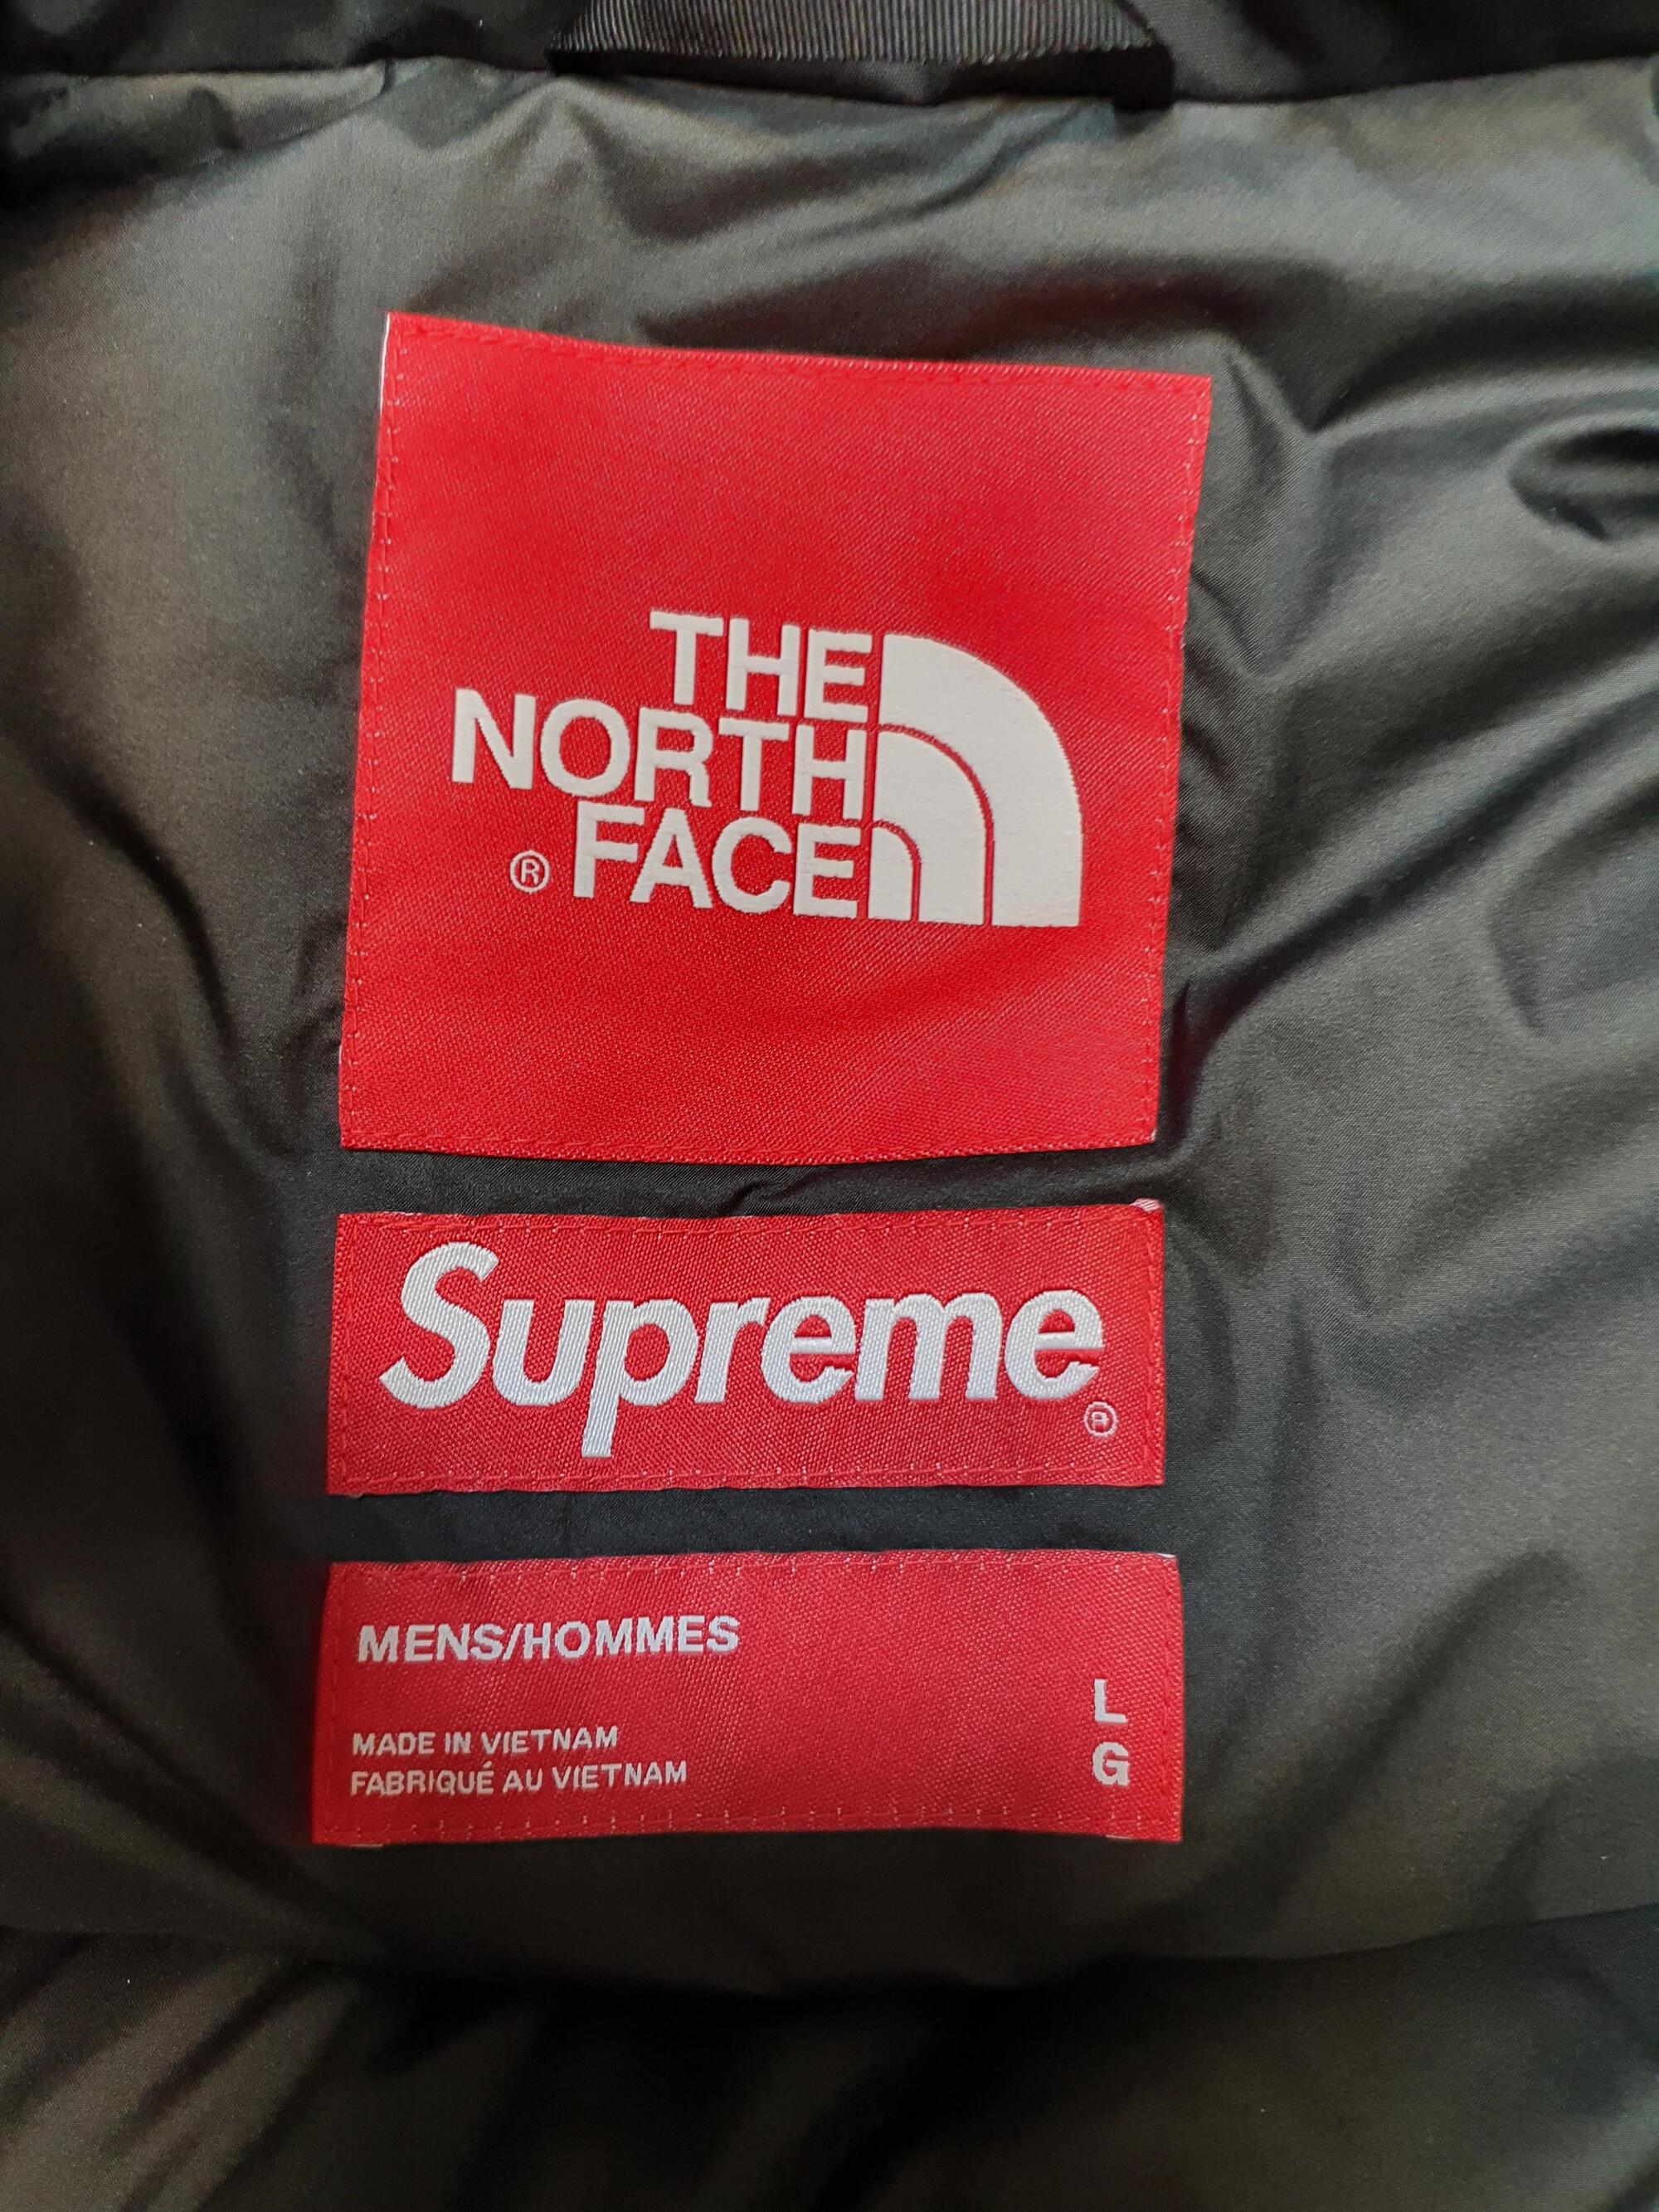 THE
NORTH
® FACE
Supreme
®
MENS/HOMMES
L
G
MADE IN VIETNAM
FABRIQUÉ AU VIETNAM